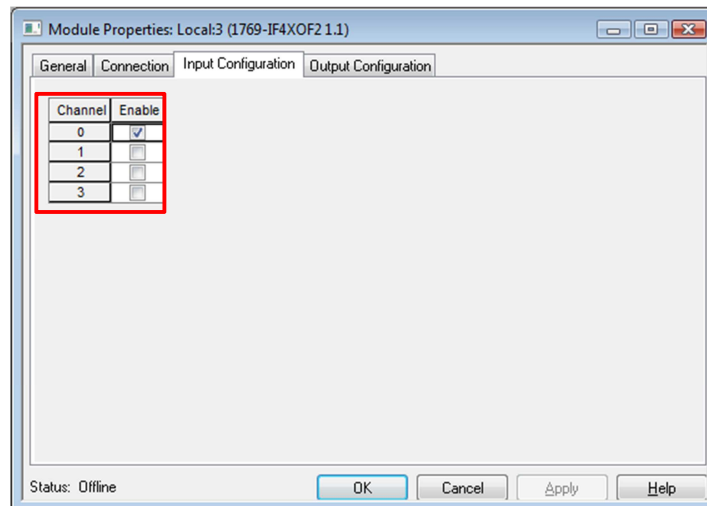 Module Properties: Local:3 (1769-IF4XOF2 1.1)
General Connection Input Configuration Output Configuration
Channel Enable
0
1
2
3
Status: Offline OK Cancel Apply Help